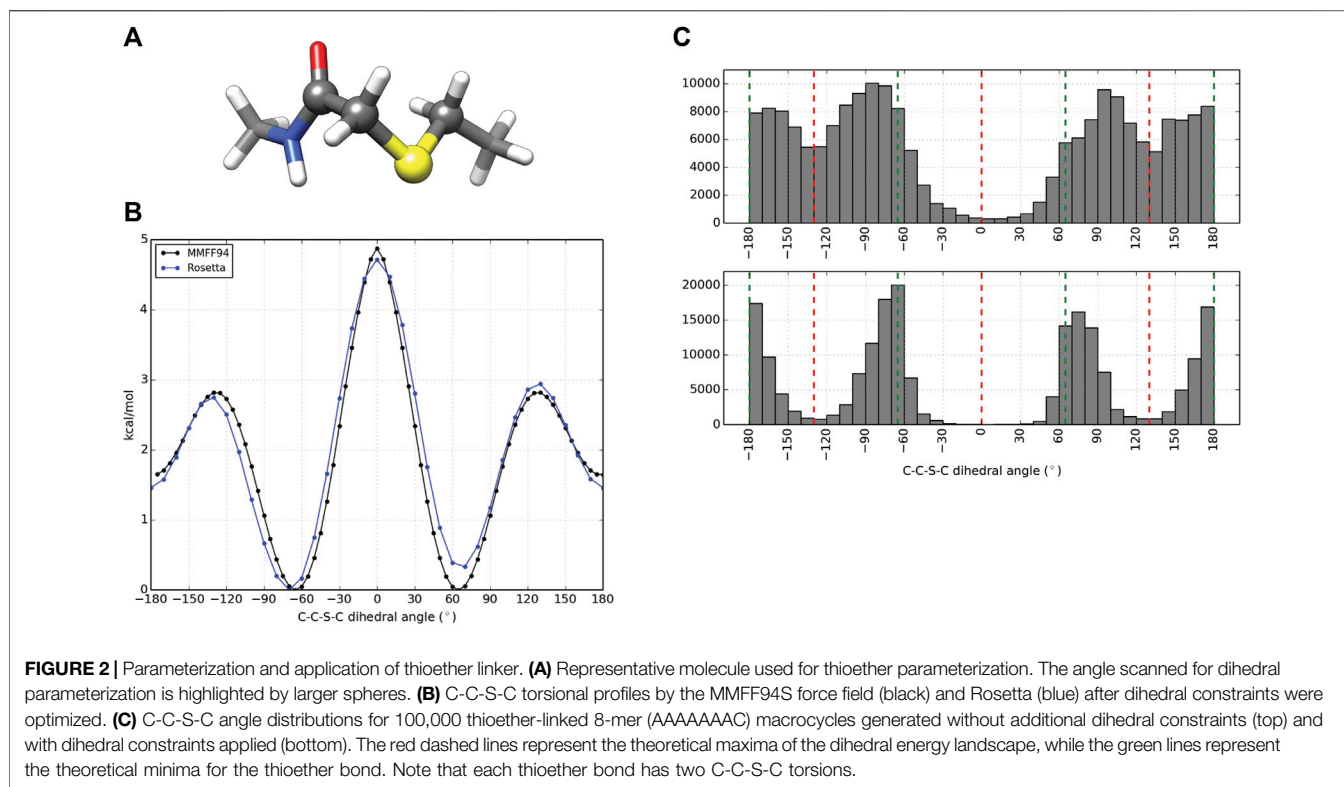 A
B
5
4
3
2
1
0
kcal/mol
MMFF94
Rosetta
−180 −150 −120 −90 −60 −30 0 30 60 90 120 150 180
C-C-S-C dihedral angle (°)
C
10000
8000
6000
4000
2000
0
−180 −150 −120 −90 −60 −30 0 30 60 90 120 150 180
20000
15000
10000
5000
0
−180 −150 −120 −90 −60 −30 0 30 60 90 120 150 180
C-C-S-C dihedral angle (°)
FIGURE 2 | Parameterization and application of thioether linker. (A) Representative molecule used for thioether parameterization. The angle scanned for dihedral
parameterization is highlighted by larger spheres. (B) C-C-S-C torsional profiles by the MMFF94S force field (black) and Rosetta (blue) after dihedral constraints were
optimized. (C) C-C-S-C angle distributions for 100,000 thioether-linked 8-mer (AAAAAAAC) macrocycles generated without additional dihedral constraints (top) and
with dihedral constraints applied (bottom). The red dashed lines represent the theoretical maxima of the dihedral energy landscape, while the green lines represent
the theoretical minima for the thioether bond. Note that each thioether bond has two C-C-S-C torsions.